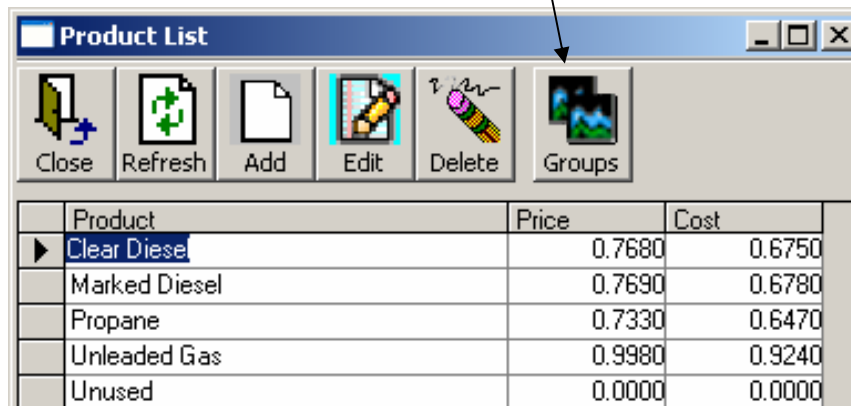 Product List
Close Refresh Add Edit Delete Groups
Product Price Cost
Clear Diesel 0.7680 0.6750
Marked Diesel 0.7690 0.6780
Propane 0.7330 0.6470
Unleaded Gas 0.9980 0.9240
Unused 0.0000 0.0000